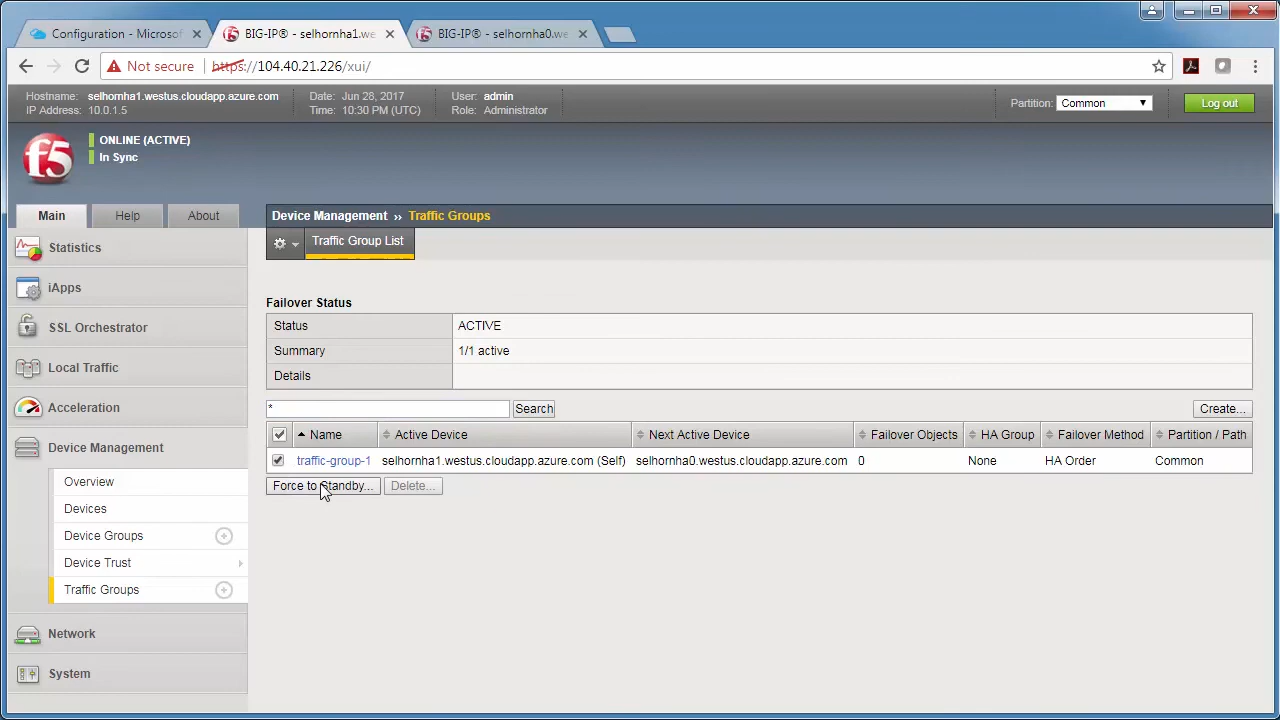 Configuration - Microsof
BIG-IP® - selhornha1.we
BIG-IP® - selhornha0.we
Not secure
https://104.40.21.226/xui/
Hostname: selhornha1.westus.cloudapp.azure.com
IP Address: 10.0.1.5
Date: Jun 28, 2017
Time: 10:30 PM (UTC)
User: admin
Role: Administrator
Partition: Common
Log out
f5
ONLINE (ACTIVE)
In Sync
Main
Help
About
Statistics
iApps
SSL Orchestrator
Local Traffic
Acceleration
Device Management
Overview
Devices
Device Groups
Device Trust
Traffic Groups
Network
System
Device Management ›› Traffic Groups
Traffic Group List
Failover Status
Status ACTIVE
Summary 1/1 active
Details
*
Search
Create...
Name Active Device Next Active Device Failover Objects HA Group Failover Method Partition / Path
traffic-group-1 selhornha1.westus.cloudapp.azure.com (Self) selhornha0.westus.cloudapp.azure.com 0 None HA Order Common
Force to Standby...
Delete...